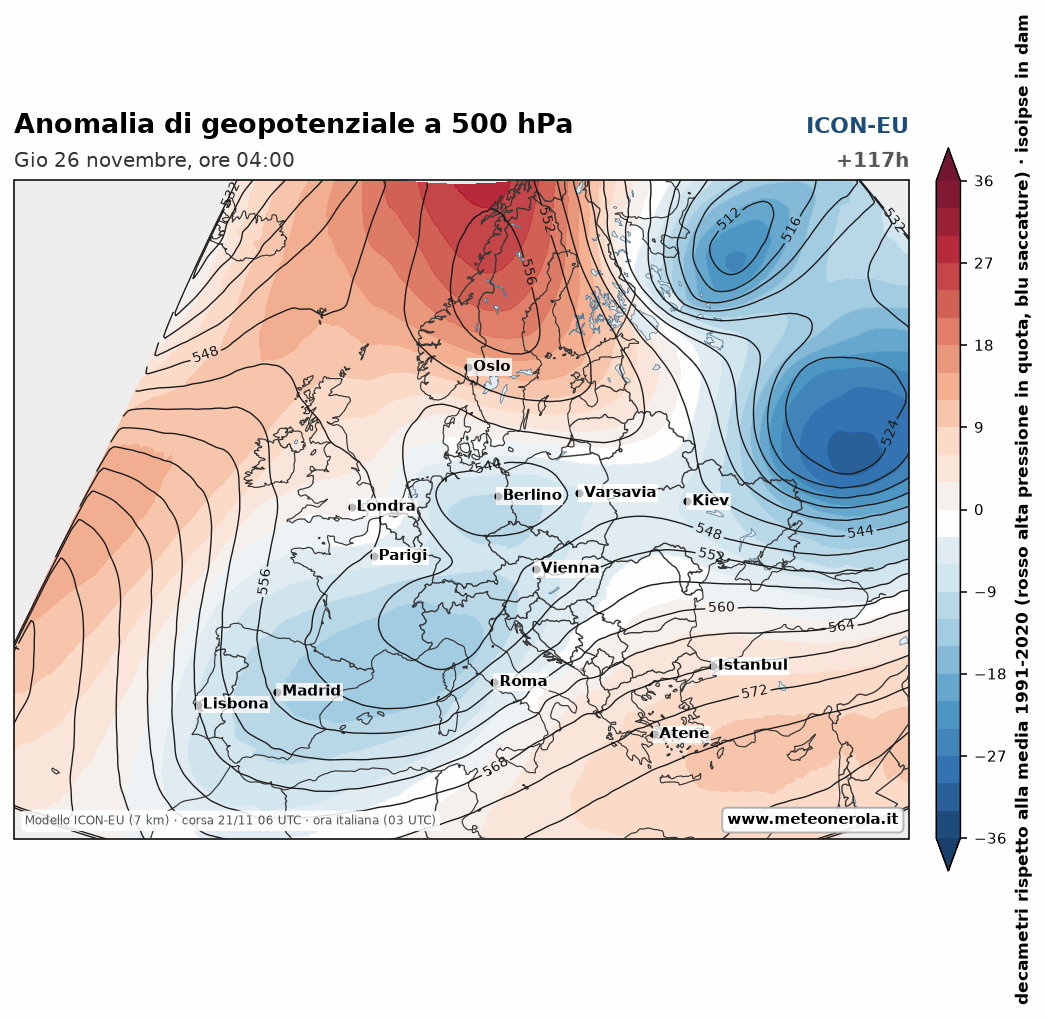 Anomalia di geopotenziale a 500 hPa
ICON-EU
Gio 26 novembre, ore 04:00
+117h
532
512
516
532
552
556
548
Oslo
524
544
Berlino
Varsavia
Kiev
Londra
548
544
Parigi
552
Vienna
556
560
564
Istanbul
Roma
Madrid
572
Lisbona
Atene
568
Modello ICON-EU (7 km) · corsa 21/11 06 UTC · ora italiana (03 UTC)
www.meteonerola.it
36
27
18
9
0
−9
−18
−27
−36
decametri rispetto alla media 1991-2020 (rosso alta pressione in quota, blu saccature) · isoipse in dam